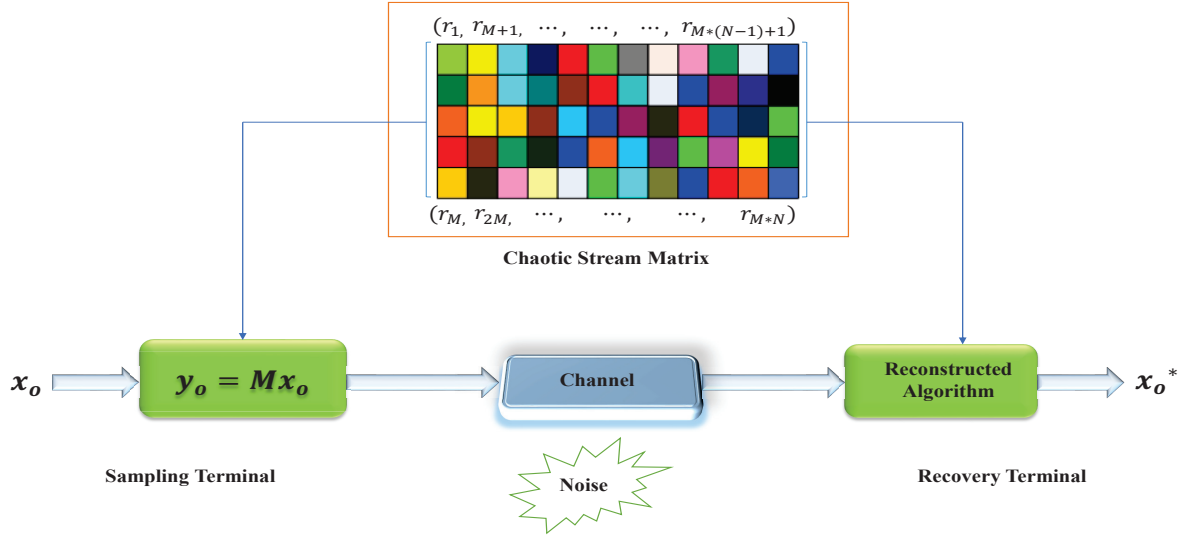 (r_1, r_{M+1}, ⋯, ⋯, ⋯, r_{M*(N−1)+1})
(r_M, r_{2M}, ⋯, ⋯, ⋯, r_{M*N})
Chaotic Stream Matrix
x_o
y_o = Mx_o
Channel
Reconstructed
Algorithm
x_o*
Sampling Terminal
Noise
Recovery Terminal